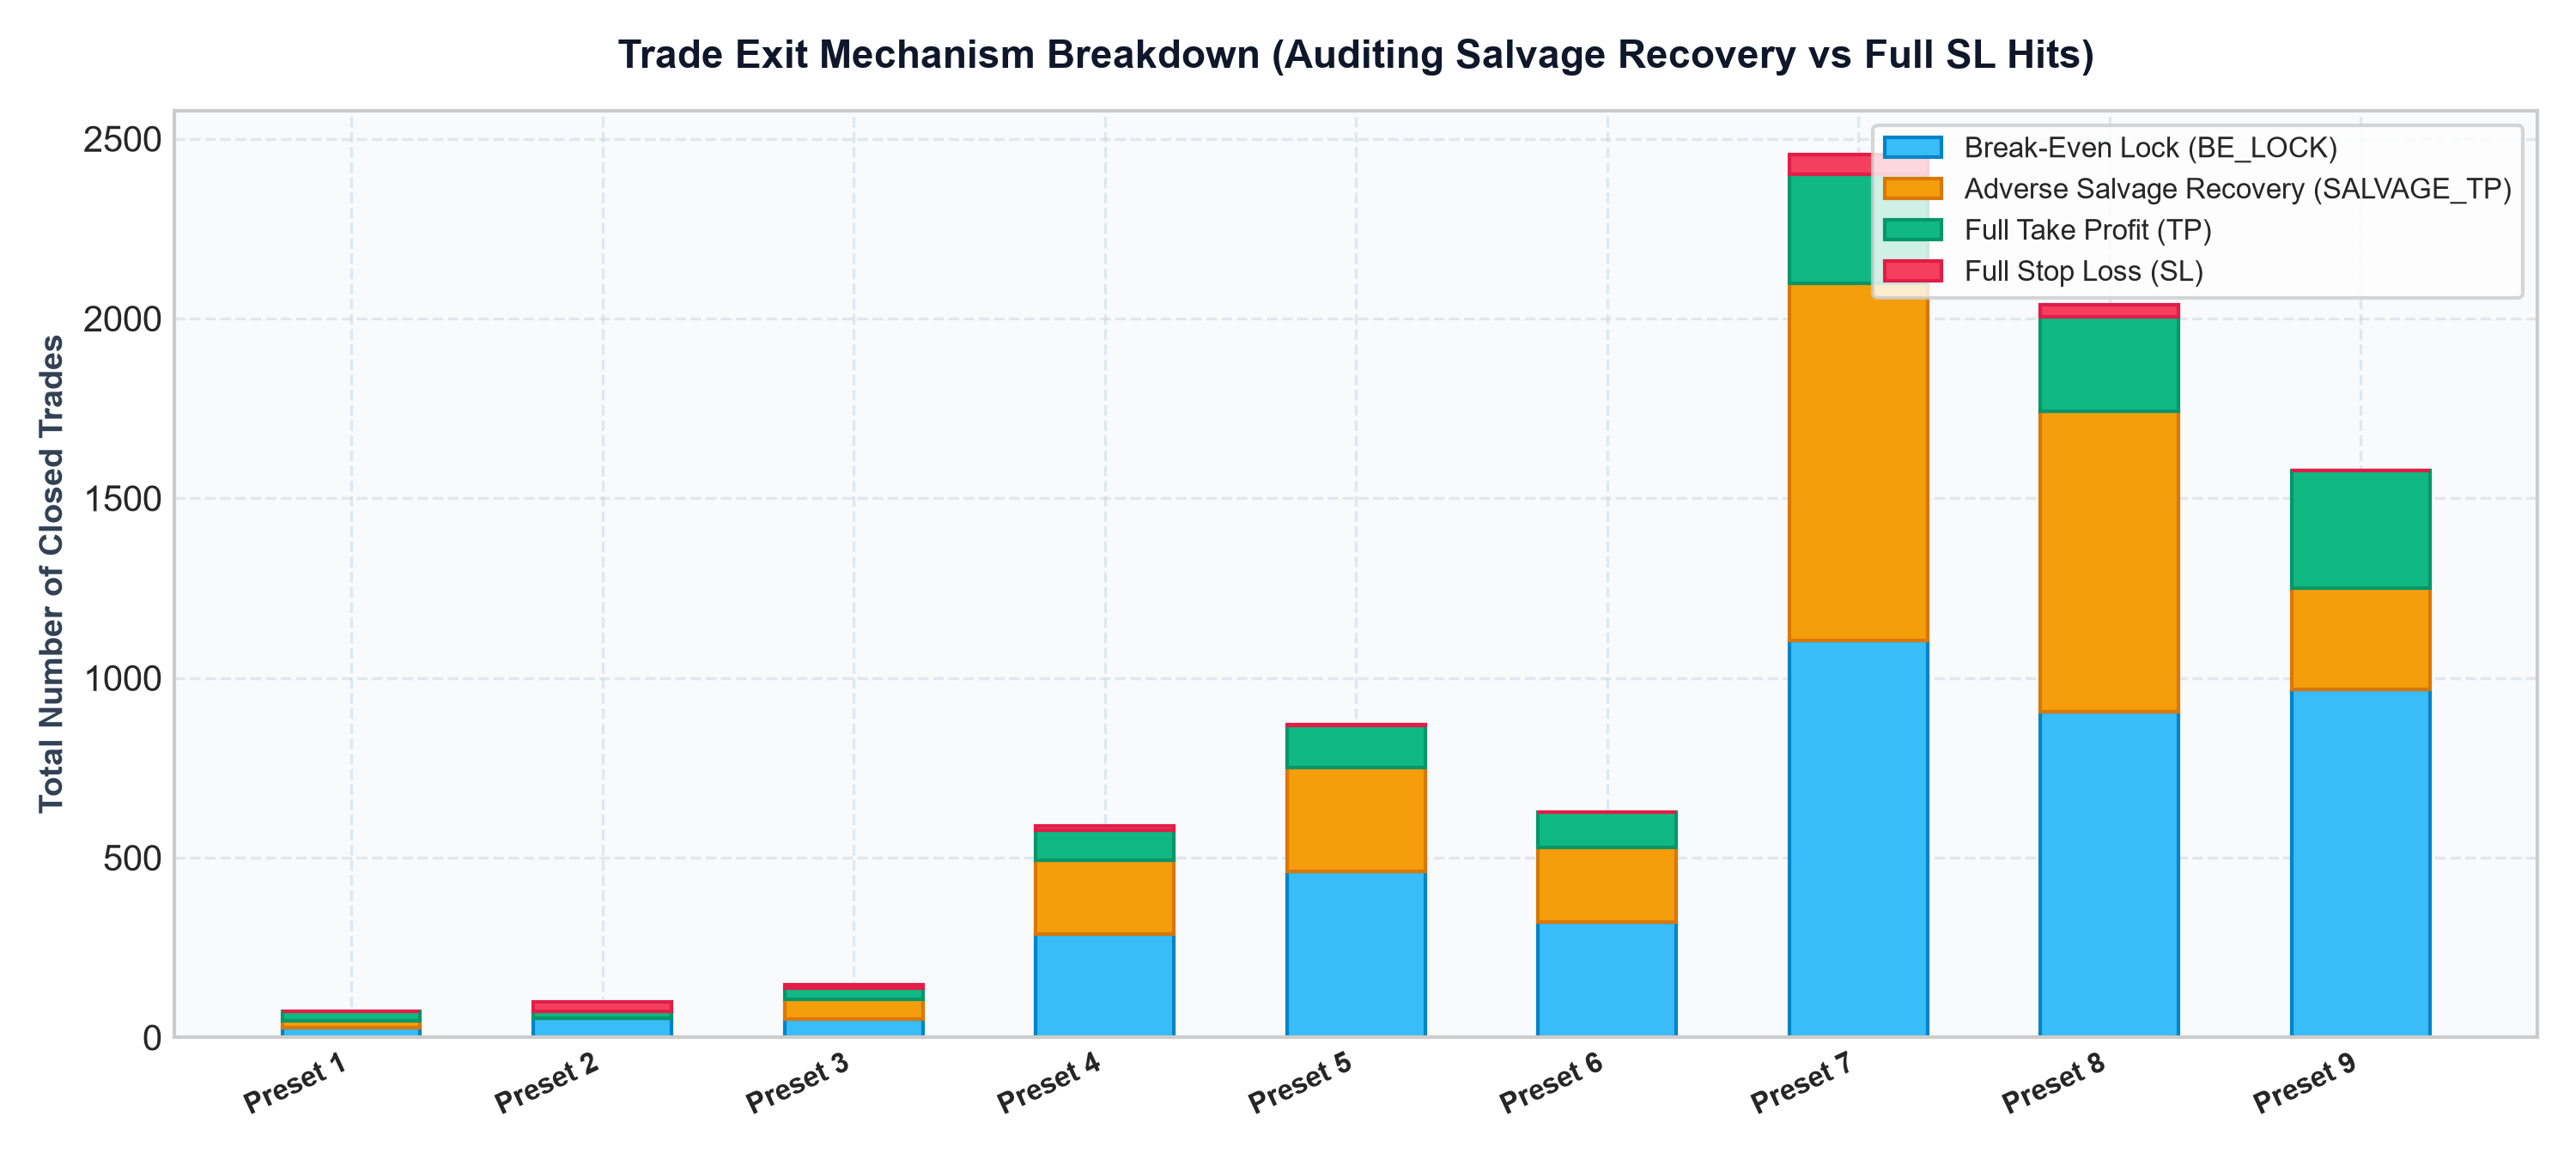 Trade Exit Mechanism Breakdown (Auditing Salvage Recovery vs Full SL Hits)
Total Number of Closed Trades
2500
2000
1500
1000
500
0
Break-Even Lock (BE_LOCK)
Adverse Salvage Recovery (SALVAGE_TP)
Full Take Profit (TP)
Full Stop Loss (SL)
Preset 1
Preset 2
Preset 3
Preset 4
Preset 5
Preset 6
Preset 7
Preset 8
Preset 9